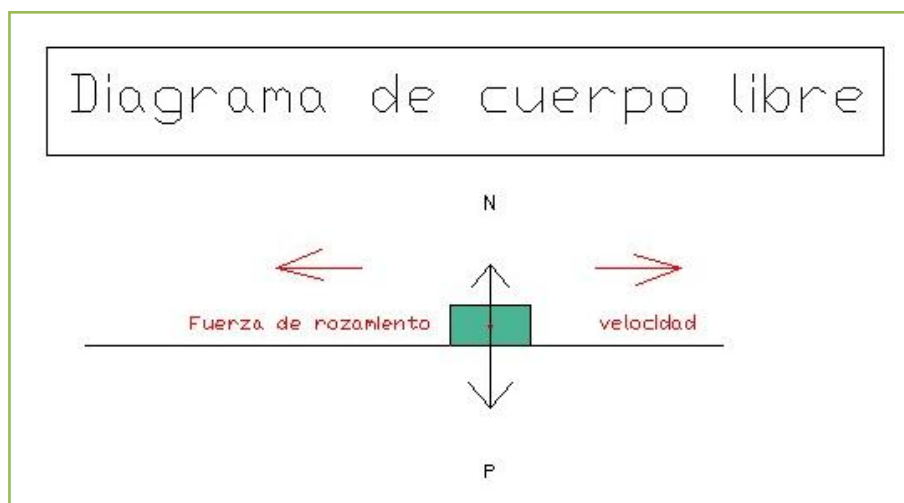 Diagrama de cuerpo libre
N
Fuerza de rozamiento
velocidad
P